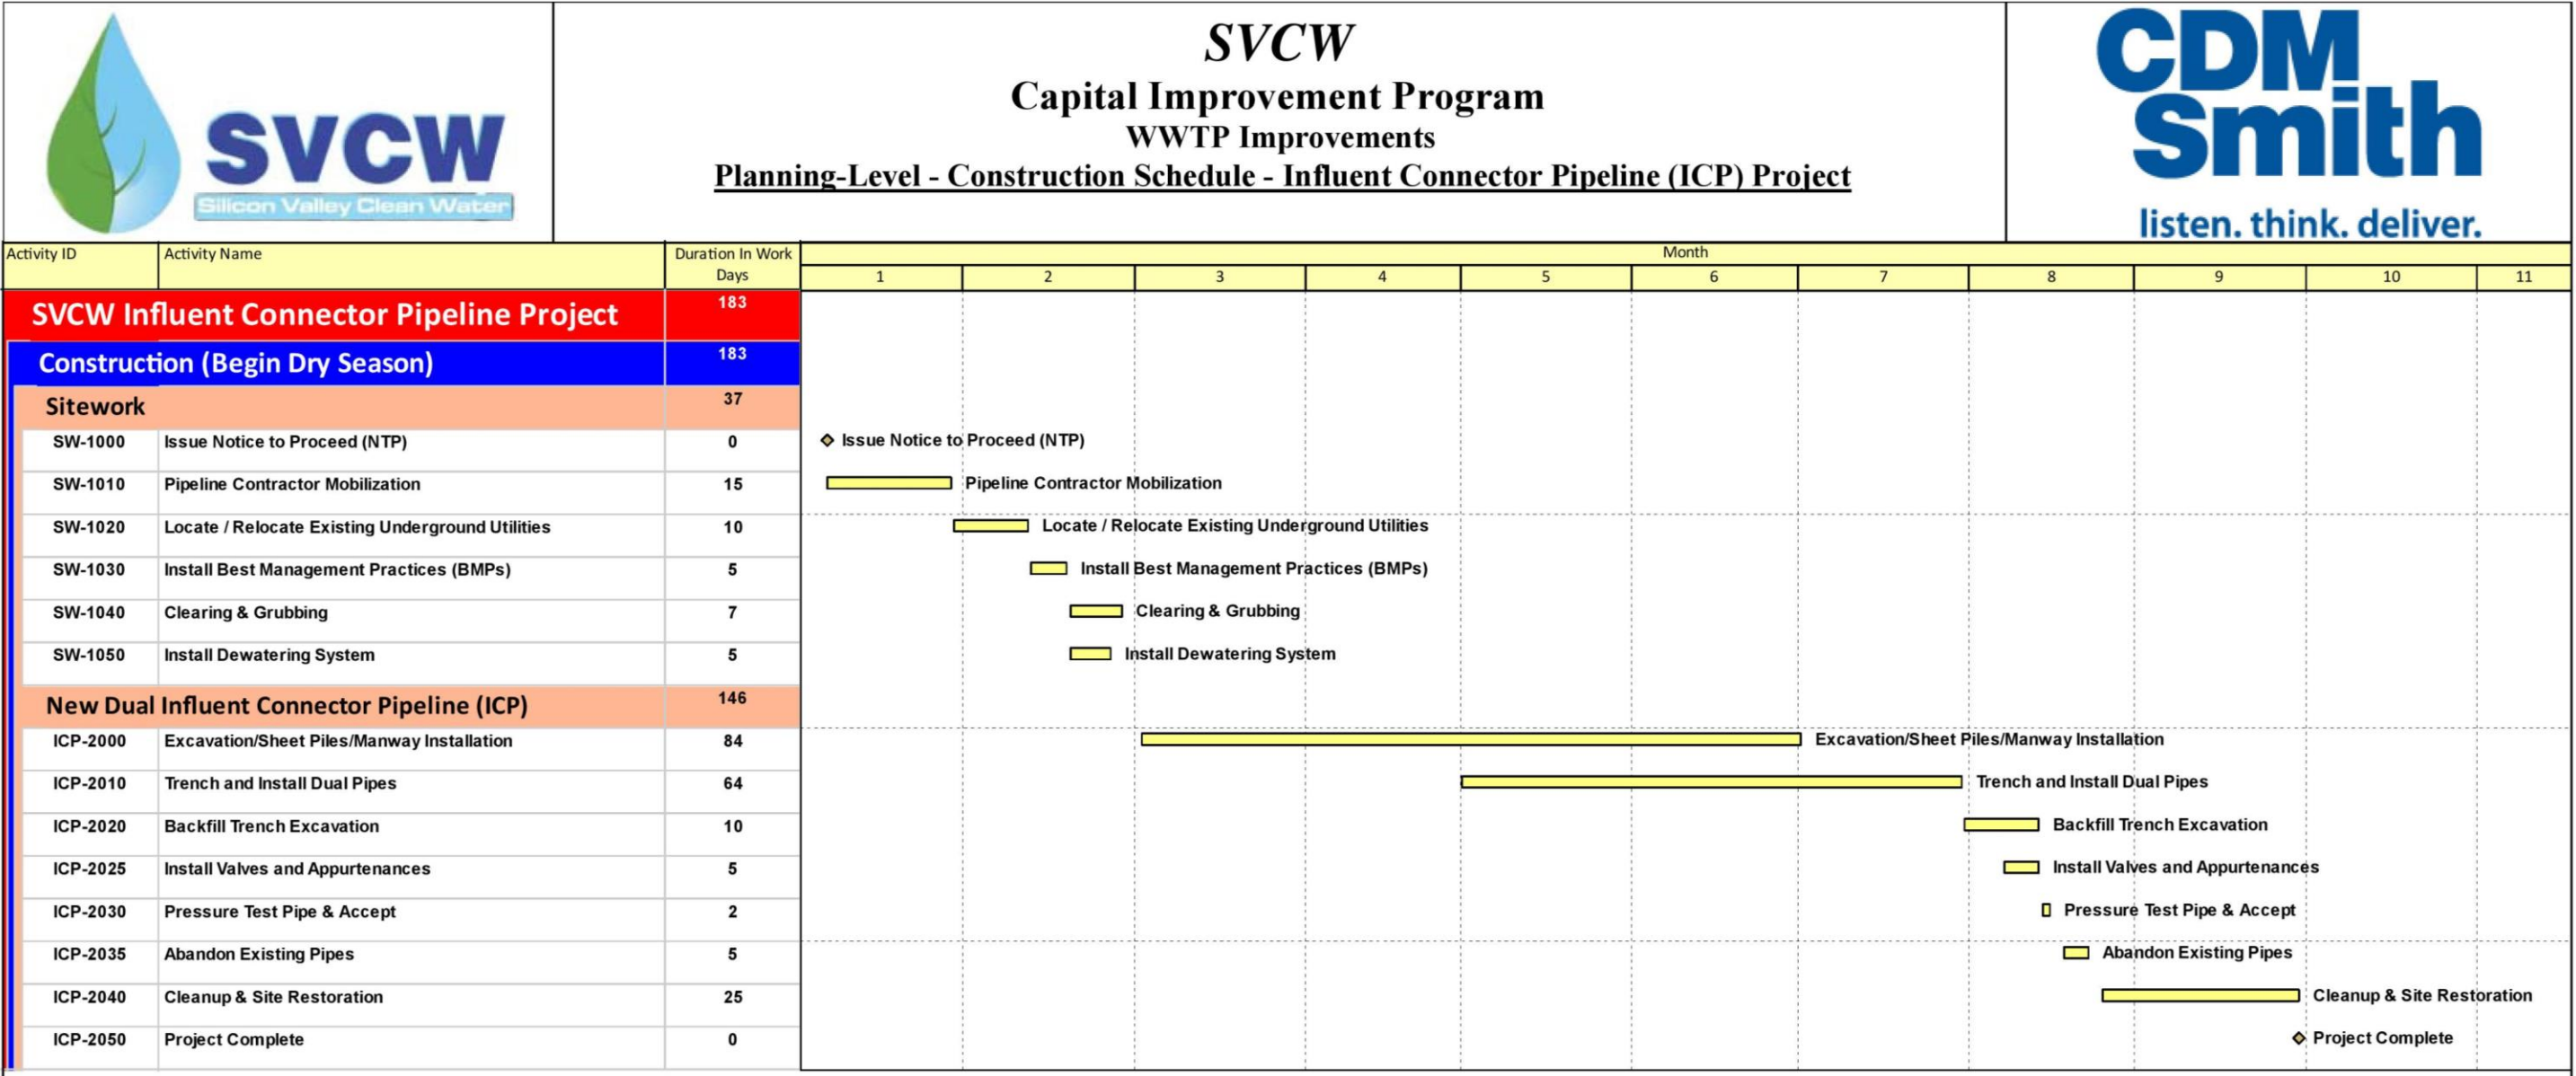 SVCW
Silicon Valley Clean Water
SVCW
Capital Improvement Program
WWTP Improvements
Planning-Level - Construction Schedule - Influent Connector Pipeline (ICP) Project
CDM
Smith
listen. think. deliver.
Activity ID Activity Name Duration In Work Days Month
1 2 3 4 5 6 7 8 9 10 11
SVCW Influent Connector Pipeline Project 183
Construction (Begin Dry Season) 183
Sitework 37
SW-1000 Issue Notice to Proceed (NTP) 0 Issue Notice to Proceed (NTP)
SW-1010 Pipeline Contractor Mobilization 15 Pipeline Contractor Mobilization
SW-1020 Locate / Relocate Existing Underground Utilities 10 Locate / Relocate Existing Underground Utilities
SW-1030 Install Best Management Practices (BMPs) 5 Install Best Management Practices (BMPs)
SW-1040 Clearing & Grubbing 7 Clearing & Grubbing
SW-1050 Install Dewatering System 5 Install Dewatering System
New Dual Influent Connector Pipeline (ICP) 146
ICP-2000 Excavation/Sheet Piles/Manway Installation 84 Excavation/Sheet Piles/Manway Installation
ICP-2010 Trench and Install Dual Pipes 64 Trench and Install Dual Pipes
ICP-2020 Backfill Trench Excavation 10 Backfill Trench Excavation
ICP-2025 Install Valves and Appurtenances 5 Install Valves and Appurtenances
ICP-2030 Pressure Test Pipe & Accept 2 Pressure Test Pipe & Accept
ICP-2035 Abandon Existing Pipes 5 Abandon Existing Pipes
ICP-2040 Cleanup & Site Restoration 25 Cleanup & Site Restoration
ICP-2050 Project Complete 0 Project Complete